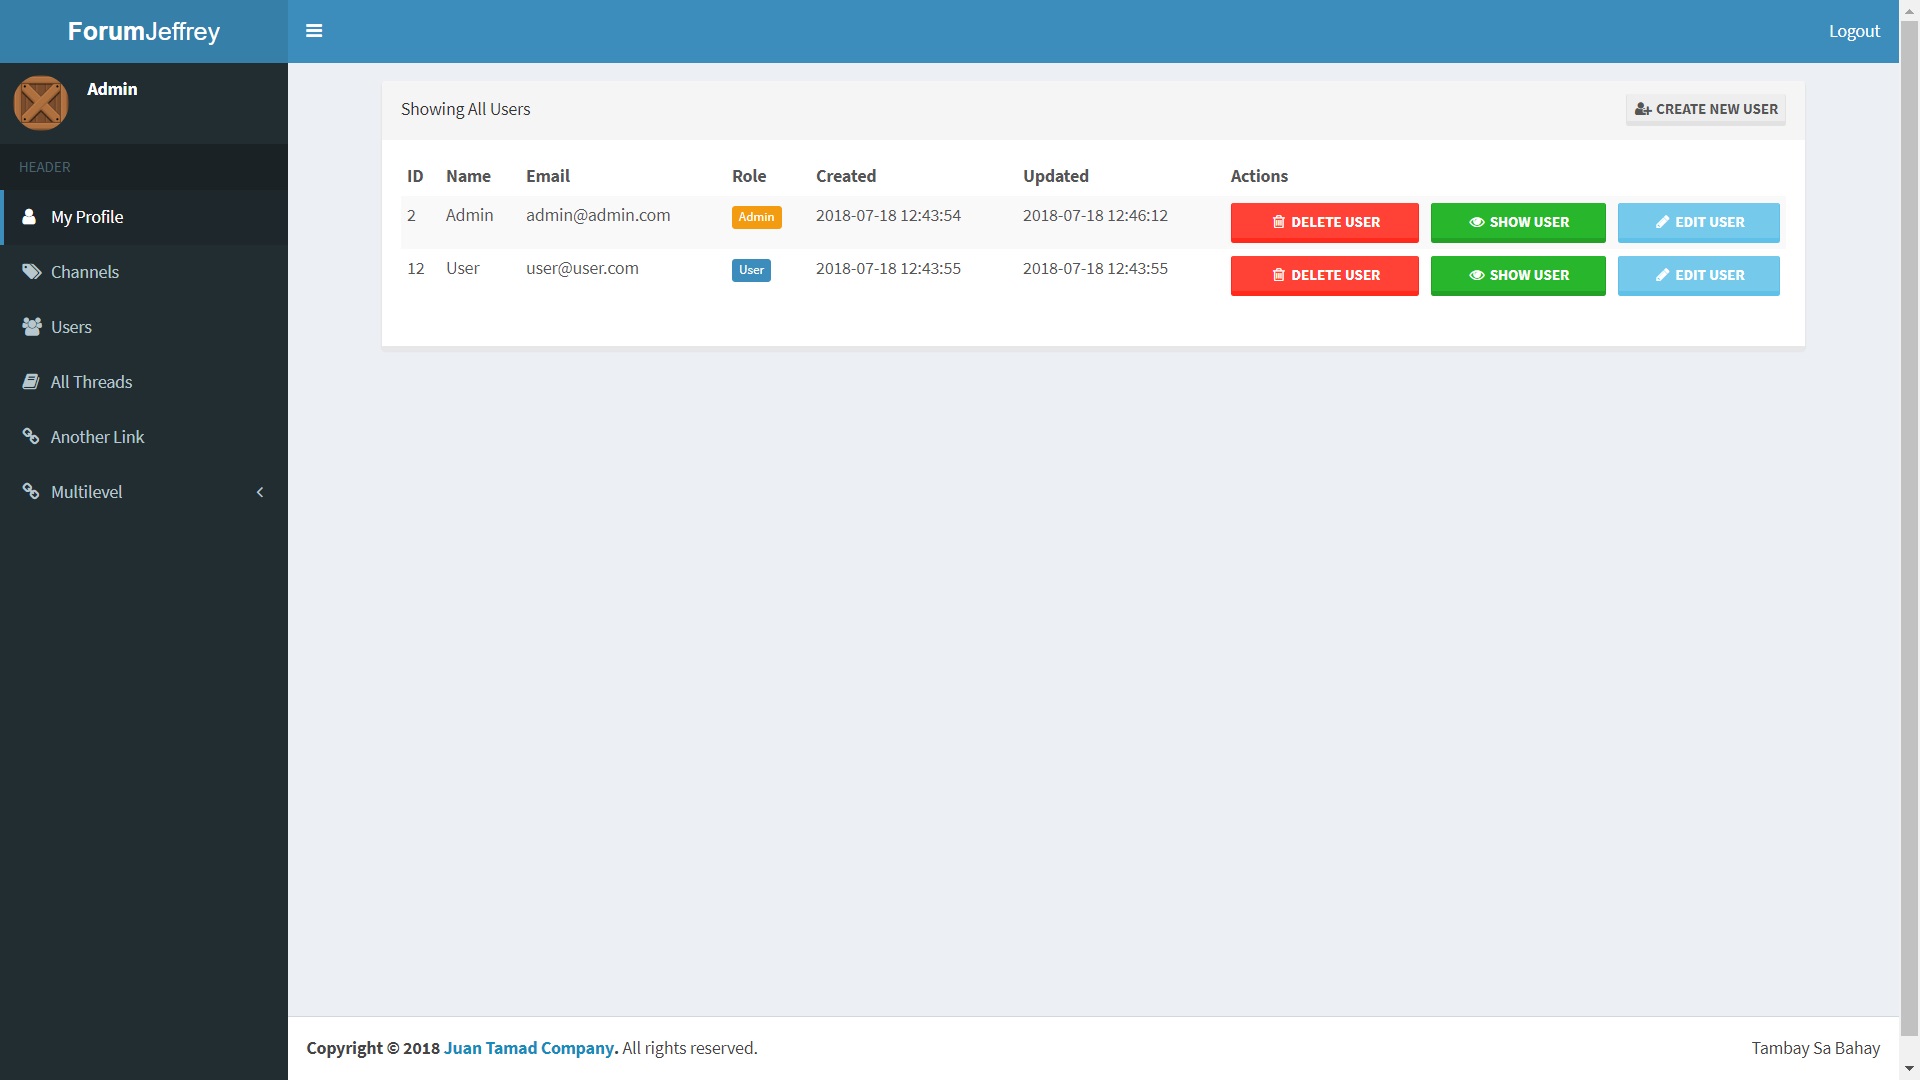 ForumJeffrey
Logout
Admin
HEADER
My Profile
Channels
Users
All Threads
Another Link
Multilevel
Showing All Users
CREATE NEW USER
ID Name Email Role Created Updated Actions
2 Admin admin@admin.com Admin 2018-07-18 12:43:54 2018-07-18 12:46:12 DELETE USER SHOW USER EDIT USER
12 User user@user.com User 2018-07-18 12:43:55 2018-07-18 12:43:55 DELETE USER SHOW USER EDIT USER
Copyright © 2018 Juan Tamad Company. All rights reserved.
Tambay Sa Bahay